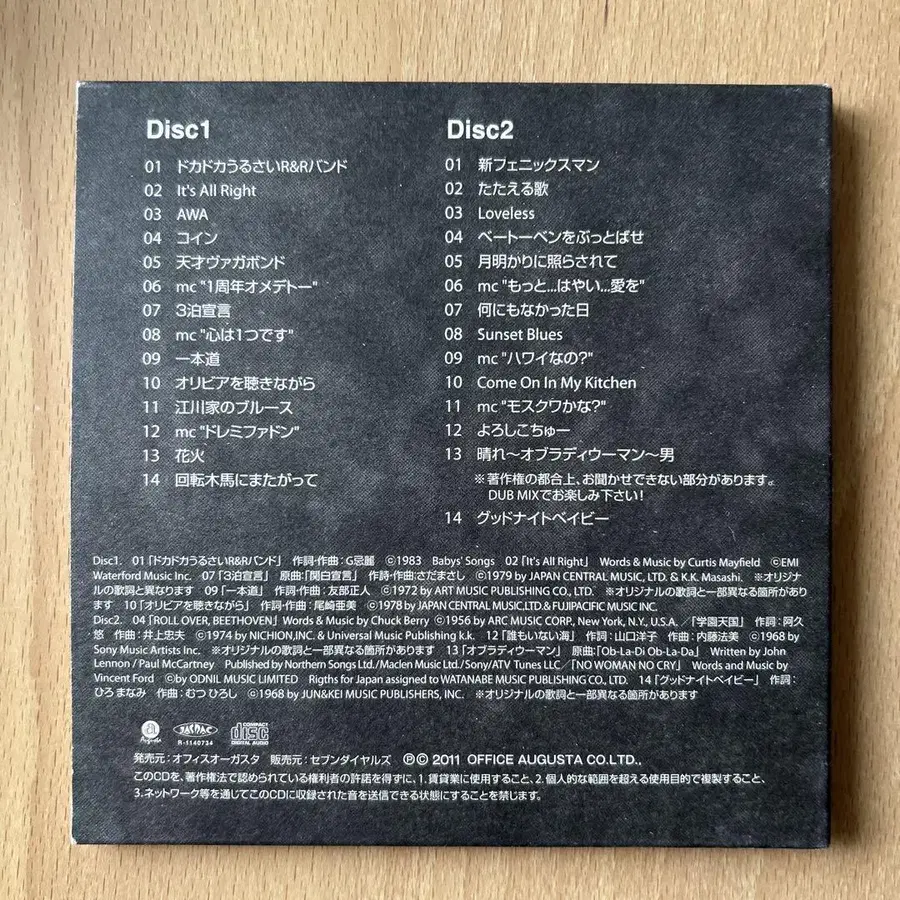 Disc1
01 ドカドカうるさいR&Rバンド
02 It's All Right
03 AWA
04 コイン
05 天才ヴァガボンド
06 mc "1周年オメデトー"
07 3泊宣言
08 mc "心は1つです"
09 一本道
10 オリビアを聴きながら
11 江川家のブルース
12 mc "ドレミファドン"
13 花火
14 回転木馬にまたがって
Disc2
01 新フェニックスマン
02 たたえる歌
03 Loveless
04 ベートーベンをぶっとばせ
05 月明かりに照らされて
06 mc "もっと...はやい...愛を"
07 何にもなかった日
08 Sunset Blues
09 mc "ハワイなの?"
10 Come On In My Kitchen
11 mc "モスクワかな?"
12 よろしこちゅー
13 晴れ〜オブラディウーマン〜男
※著作権の都合上、お聞かせできない部分があります。
DUB MIXでお楽しみ下さい!
14 グッドナイトベイビー
Disc1. 01「ドカドカうるさいR&Rバンド」 作詞・作曲:G忌麗 ©1983 Babys' Songs 02「It's All Right」 Words & Music by Curtis Mayfield ©EMI
Waterford Music Inc. 07「3泊宣言」 原曲:「関白宣言」 作詩・作曲:さだまさし ©1979 by JAPAN CENTRAL MUSIC, LTD. & K.K. Masashi. ※オリジナ
ルの歌詞と異なります 09「一本道」 作詞・作曲:友部正人 ©1972 by ART MUSIC PUBLISHING CO., LTD. ※オリジナルの歌詞と一部異なる箇所があり
ます 10「オリビアを聴きながら」 作詞・作曲:尾崎亜美 ©1978 by JAPAN CENTRAL MUSIC,LTD.& FUJIPACIFIC MUSIC INC.
Disc2. 04「ROLL OVER, BEETHOVEN」Words & Music by Chuck Berry ©1956 by ARC MUSIC CORP, New York, N.Y., U.S.A.／「学園天国」 作詞:阿久
悠 作曲:井上忠夫 ©1974 by NICHION,INC. & Universal Music Publishing k.k. 12「誰もいない海」 作詞:山口洋子 作曲:内藤法美 ©1968 by
Sony Music Artists Inc. ※オリジナルの歌詞と一部異なる箇所があります 13「オブラディウーマン」 原曲:「Ob-La-Di Ob-La-Da」 Written by John
Lennon / Paul McCartney Published by Northern Songs Ltd./Maclen Music Ltd./Sony/ATV Tunes LLC／「NO WOMAN NO CRY」 Words and Music by
Vincent Ford ©by ODNIL MUSIC LIMITED Rigths for Japan assigned to WATANABE MUSIC PUBLISHING CO., LTD. 14「グッドナイトベイビー」 作詞:
ひろ まなみ 作曲:むつ ひろし ©1968 by JUN&KEI MUSIC PUBLISHERS, INC. ※オリジナルの歌詞と一部異なる箇所があります
a Augusta JASRAC R-1140734 COMPACT disc DIGITAL AUDIO
発売元:オフィスオーガスタ 販売元:セブンダイヤルズ ℗©2011 OFFICE AUGUSTA CO.LTD.,
このCDを、著作権法で認められている権利者の許諾を得ずに、1.賃貸業に使用すること、2.個人的な範囲を超える使用目的で複製すること、
3.ネットワーク等を通じてこのCDに収録された音を送信できる状態にすることを禁じます。